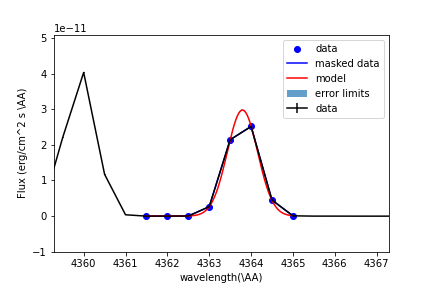 1e−11
5
4
3
2
1
0
−1
Flux (erg/cm^2 s \AA)
data
masked data
model
error limits
data
4360 4361 4362 4363 4364 4365 4366 4367
wavelength(\AA)